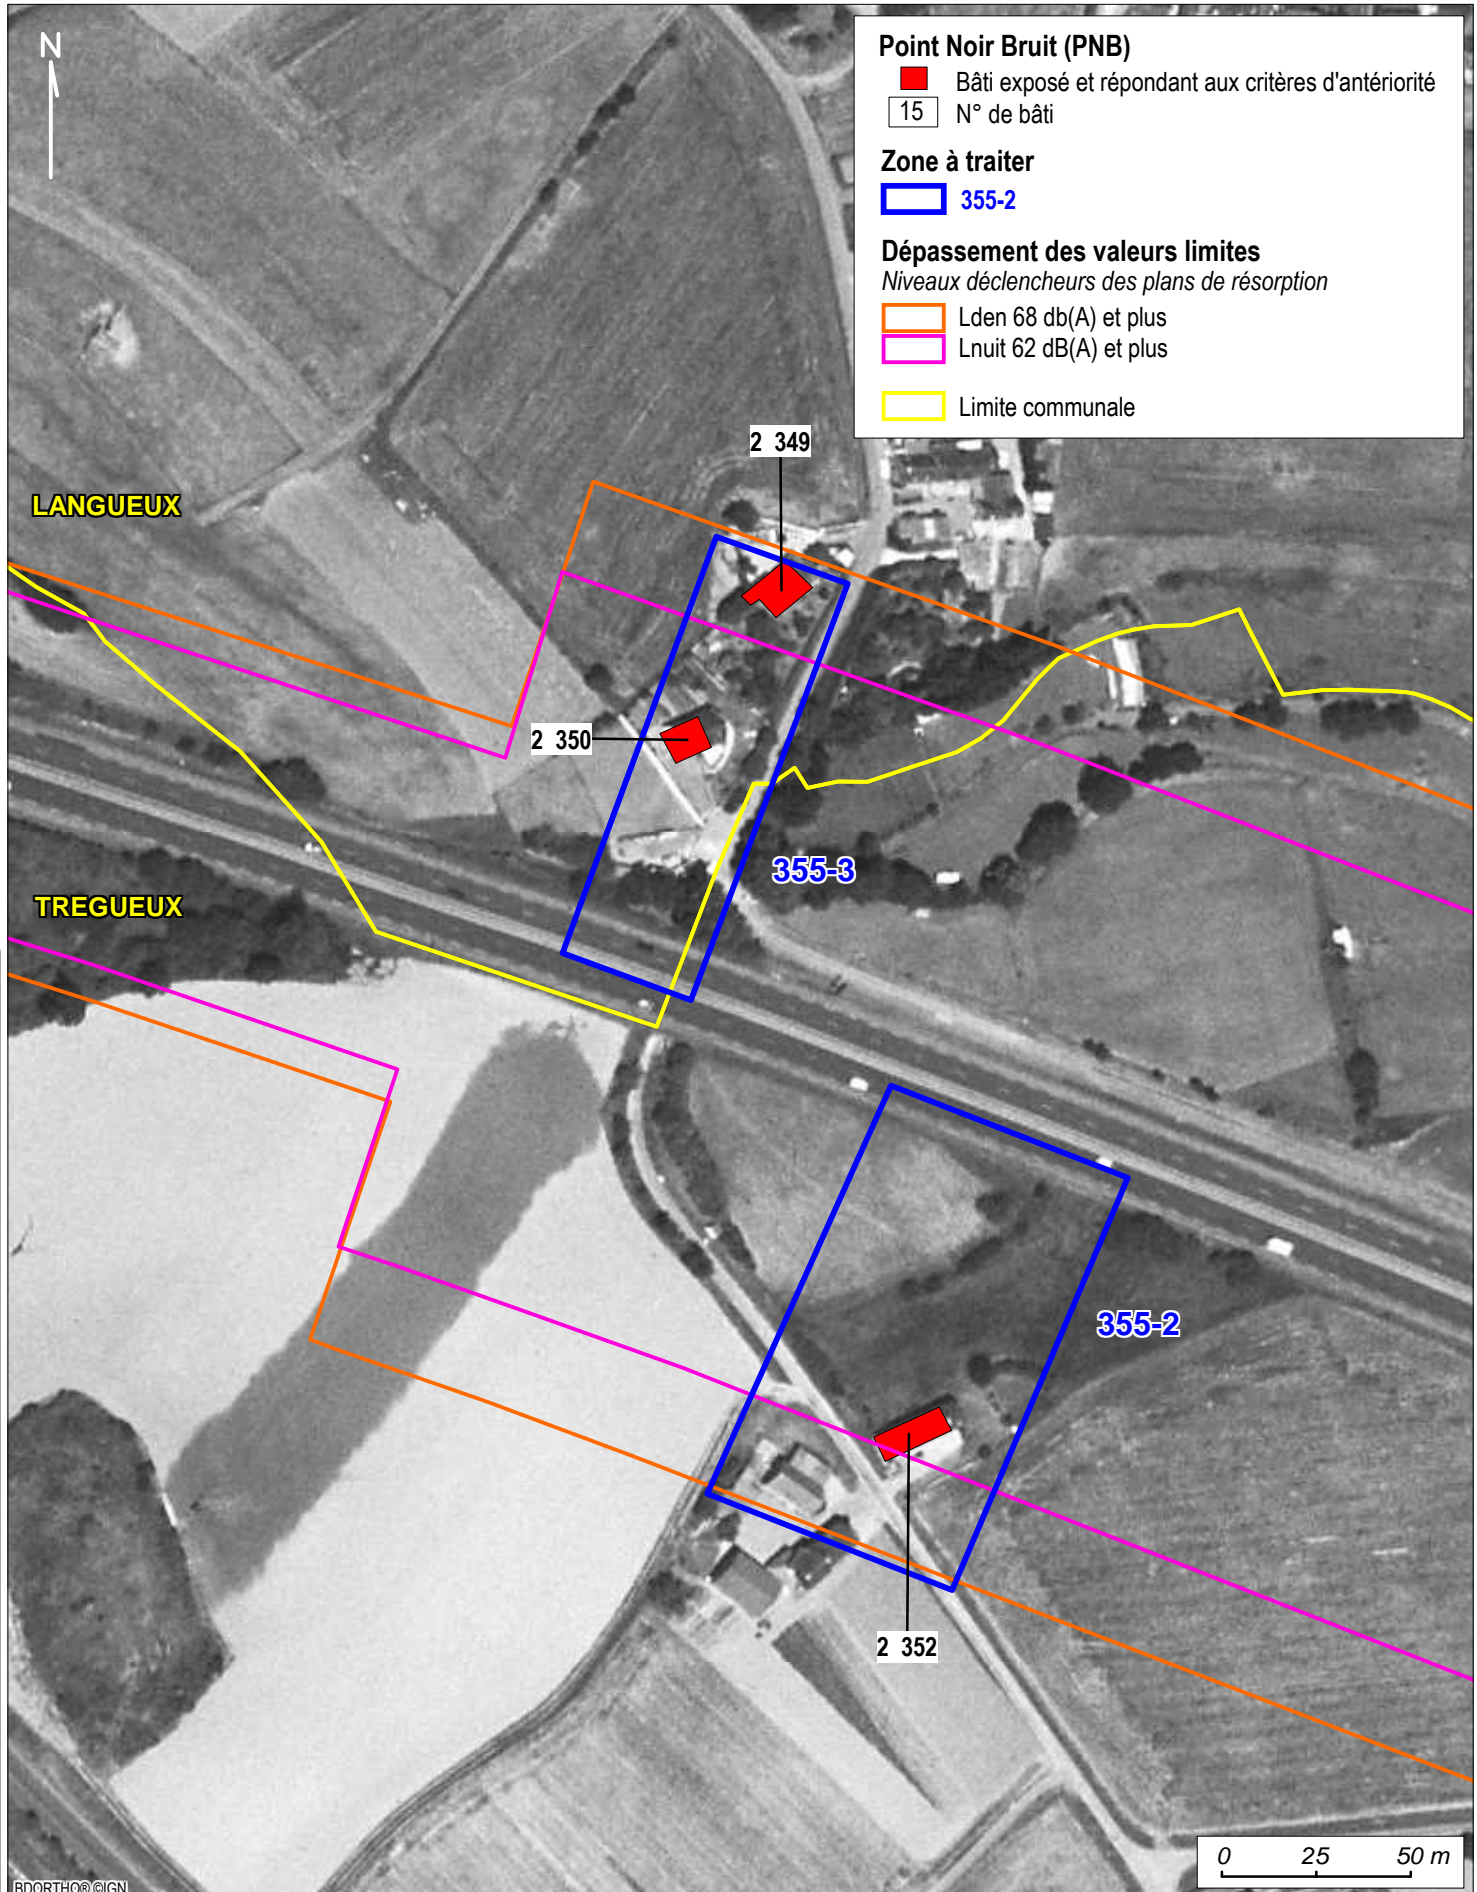 N
Point Noir Bruit (PNB)
Bâti exposé et répondant aux critères d'antériorité
15 N° de bâti
Zone à traiter
355-2
Dépassement des valeurs limites
Niveaux déclencheurs des plans de résorption
Lden 68 db(A) et plus
Lnuit 62 dB(A) et plus
Limite communale
2 349
LANGUEUX
2 350
355-3
TREGUEUX
355-2
2 352
0 25 50 m
BDORTHO® ©IGN